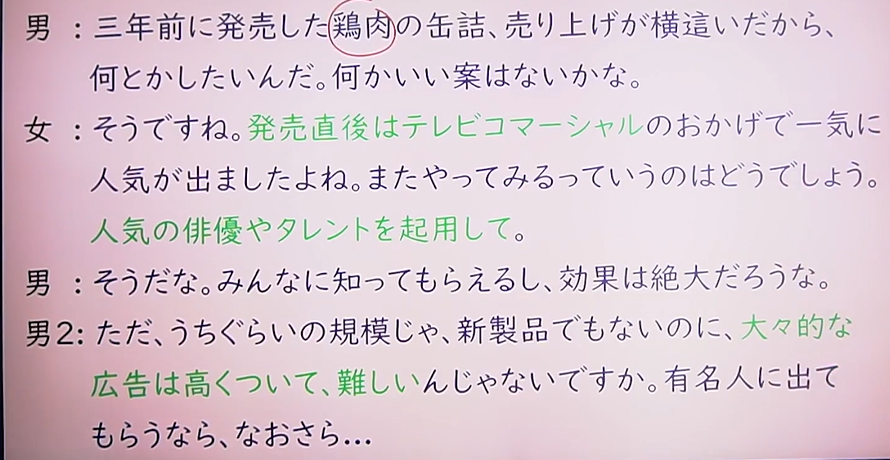 男 : 三年前に発売した鶏肉の缶詰、売り上げが横這いだから、
何とかしたいんだ。何かいい案はないかな。
女 : そうですね。発売直後はテレビコマーシャルのおかげで一気に
人気が出ましたよね。またやってみるっていうのはどうでしょう。
人気の俳優やタレントを起用して。
男 : そうだな。みんなに知ってもらえるし、効果は絶大だろうな。
男2: ただ、うちぐらいの規模じゃ、新製品でもないのに、大々的な
広告は高くついて、難しいんじゃないですか。有名人に出て
もらうなら、なおさら…